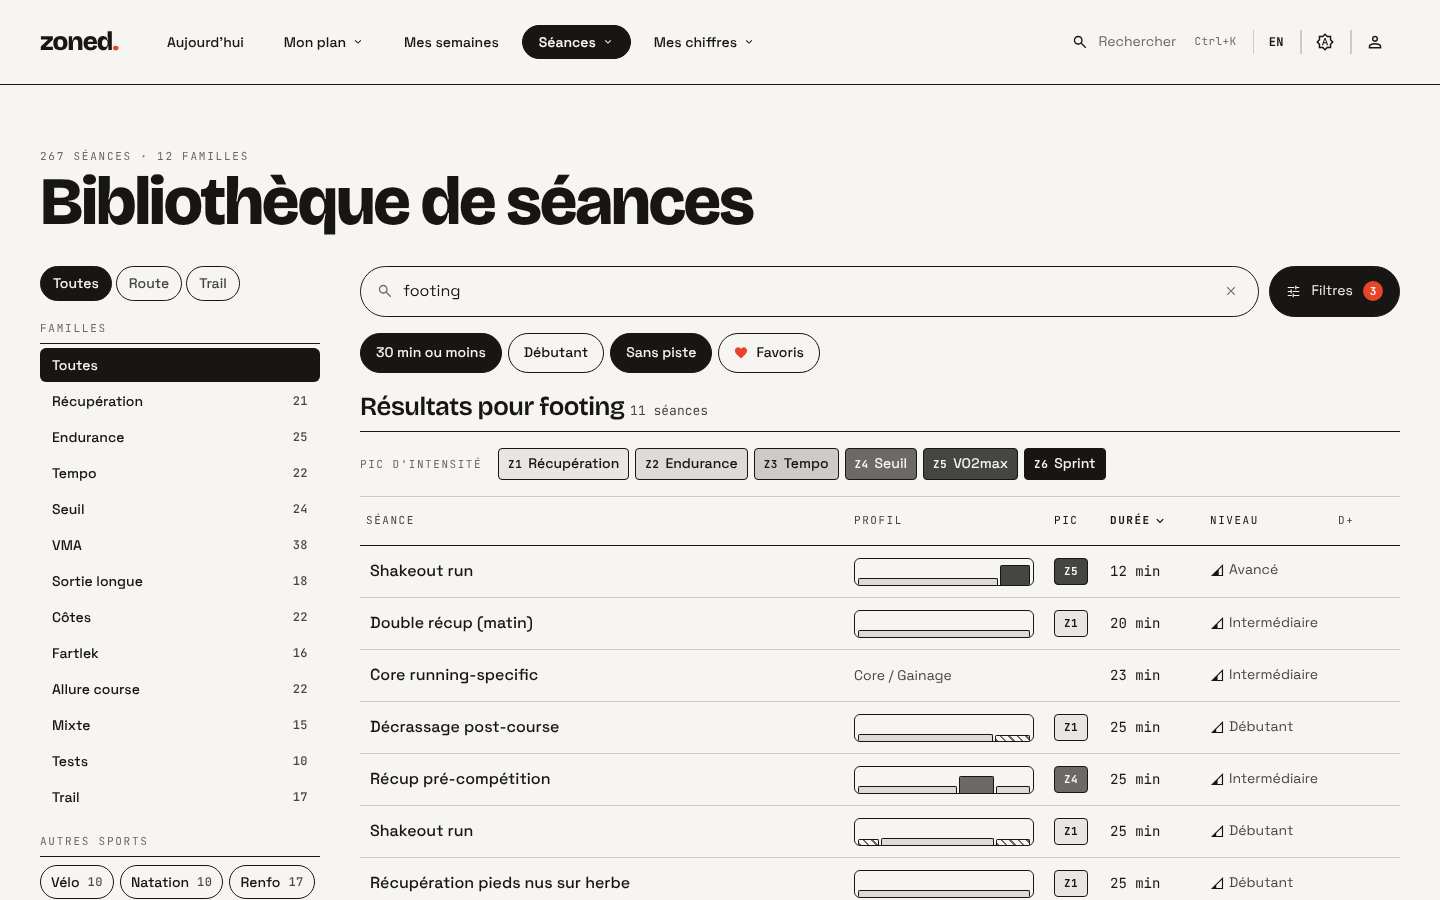 zoned.
Aujourd'hui
Mon plan
Mes semaines
Séances
Mes chiffres
Rechercher Ctrl+K
EN
A
267 SÉANCES · 12 FAMILLES
Bibliothèque de séances
Toutes Route Trail
FAMILLES
Toutes
Récupération 21
Endurance 25
Tempo 22
Seuil 24
VMA 38
Sortie longue 18
Côtes 22
Fartlek 16
Allure course 22
Mixte 15
Tests 10
Trail 17
AUTRES SPORTS
Vélo 10 Natation 10 Renfo 17
footing
Filtres 3
30 min ou moins Débutant Sans piste Favoris
Résultats pour footing 11 séances
PIC D'INTENSITÉ Z1 Récupération Z2 Endurance Z3 Tempo Z4 Seuil Z5 VO2max Z6 Sprint
SÉANCE PROFIL PIC DURÉE NIVEAU D+
Shakeout run Z5 12 min Avancé
Double récup (matin) Z1 20 min Intermédiaire
Core running-specific Core / Gainage 23 min Intermédiaire
Décrassage post-course Z1 25 min Débutant
Récup pré-compétition Z4 25 min Intermédiaire
Shakeout run Z1 25 min Débutant
Récupération pieds nus sur herbe Z1 25 min Débutant